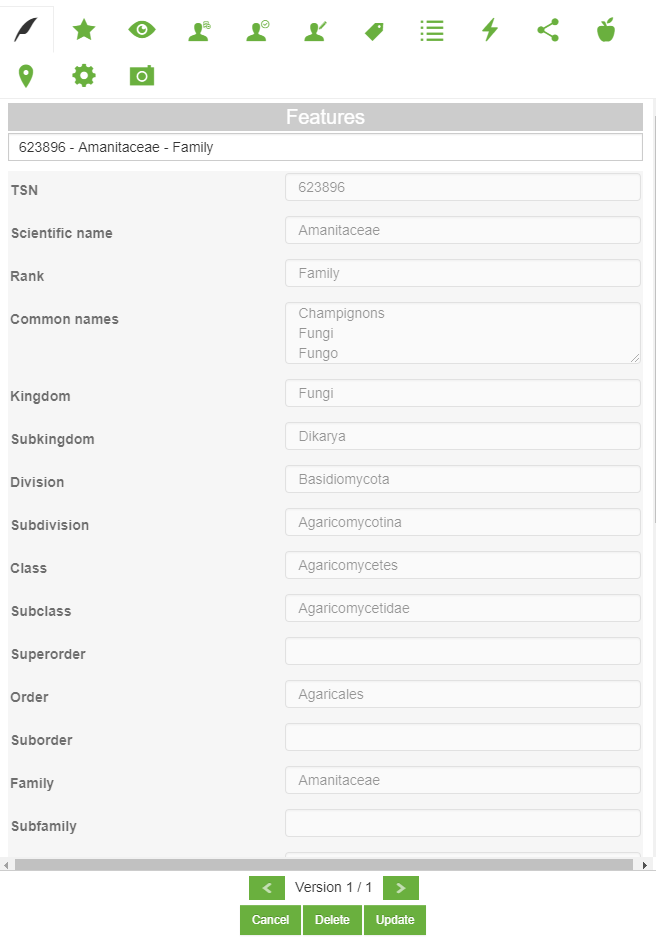 Features
623896 - Amanitaceae - Family
TSN 623896
Scientific name Amanitaceae
Rank Family
Common names Champignons
Fungi
Fungo
Kingdom Fungi
Subkingdom Dikarya
Division Basidiomycota
Subdivision Agaricomycotina
Class Agaricomycetes
Subclass Agaricomycetidae
Superorder
Order Agaricales
Suborder
Family Amanitaceae
Subfamily
< Version 1 / 1 >
Cancel Delete Update